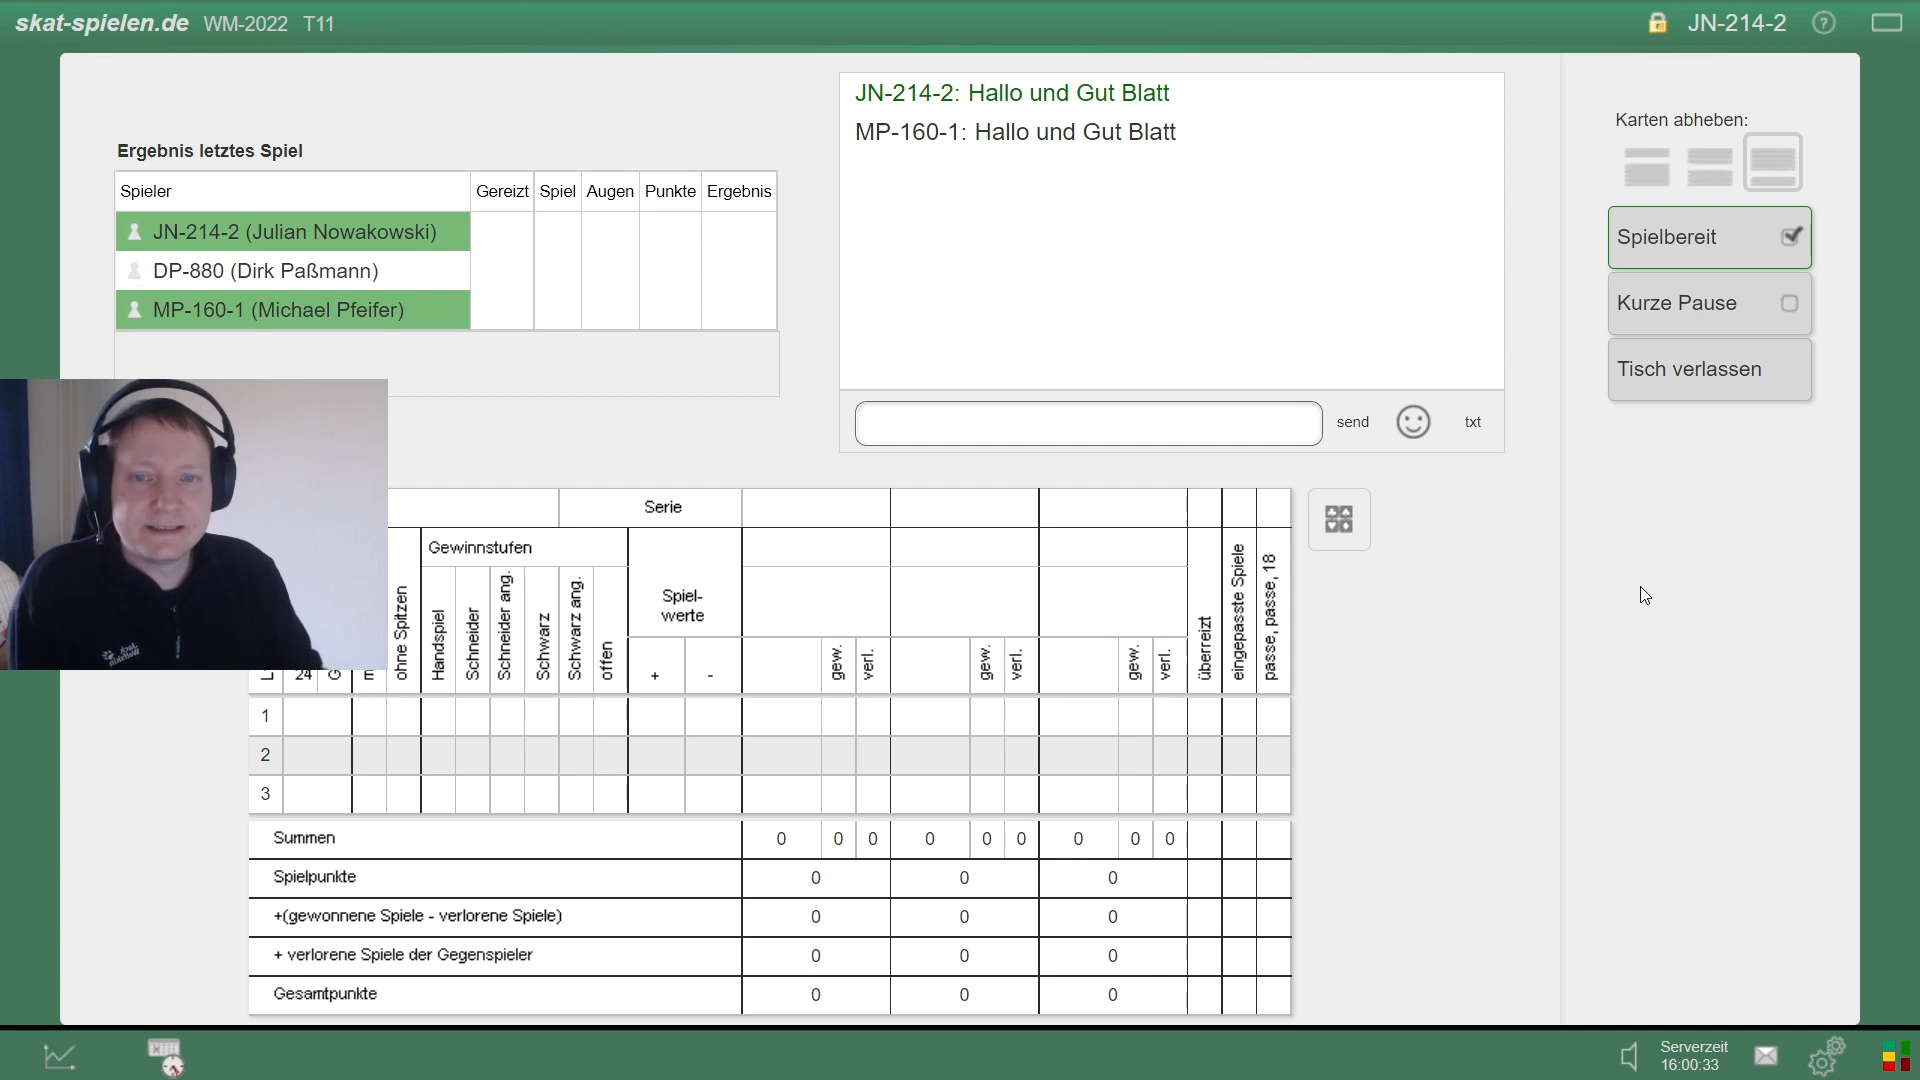 skat-spielen.de WM-2022 T11
JN-214-2
Ergebnis letztes Spiel
Spieler Gereizt Spiel Augen Punkte Ergebnis
JN-214-2 (Julian Nowakowski)
DP-880 (Dirk Paßmann)
MP-160-1 (Michael Pfeifer)
JN-214-2: Hallo und Gut Blatt
MP-160-1: Hallo und Gut Blatt
send txt
Karten abheben:
Spielbereit
Kurze Pause
Tisch verlassen
Serie
Gewinnstufen
Spiel-
werte
24 G
ohne Spitzen
Handspiel
Schneider
Schneider ang.
Schwarz
Schwarz ang.
offen
+ -
gew. verl. gew. verl. gew. verl.
überreizt
eingepasste Spiele
passe, passe, 18
1
2
3
Summen 0 0 0 0 0 0 0 0 0
Spielpunkte 0 0 0
+(gewonnene Spiele - verlorene Spiele) 0 0 0
+ verlorene Spiele der Gegenspieler 0 0 0
Gesamtpunkte 0 0 0
Serverzeit
16:00:33